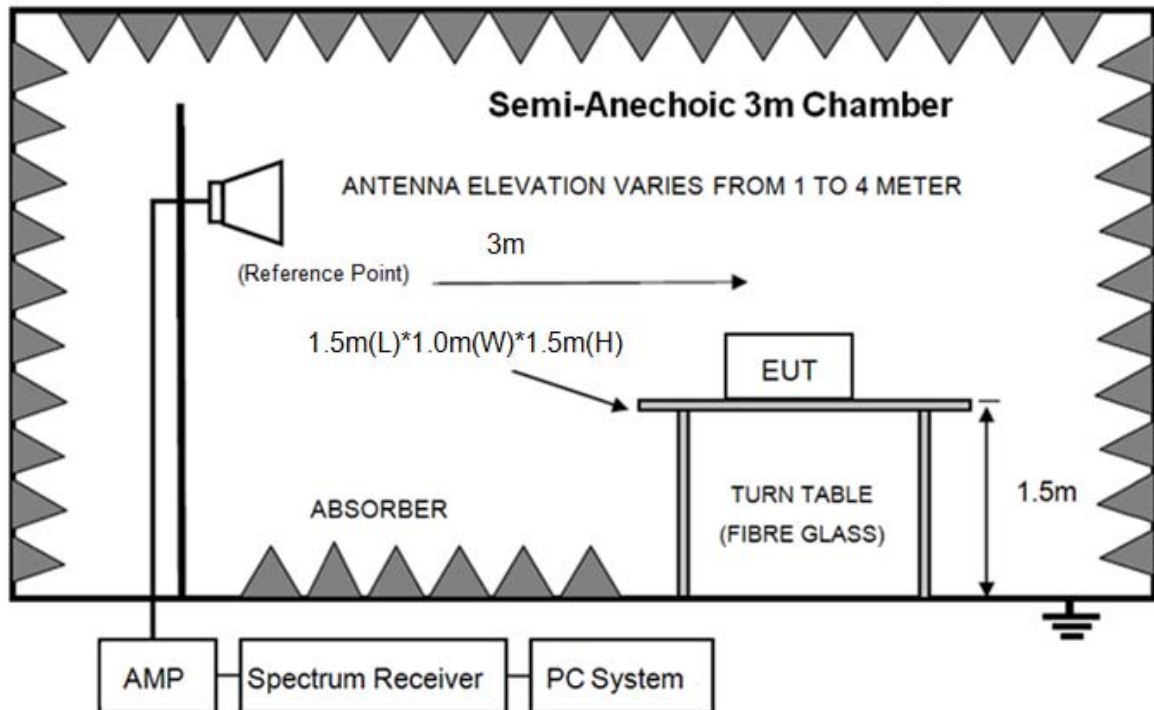 Semi-Anechoic 3m Chamber
ANTENNA ELEVATION VARIES FROM 1 TO 4 METER
3m
(Reference Point)
1.5m(L)*1.0m(W)*1.5m(H)
EUT
ABSORBER
TURN TABLE
(FIBRE GLASS)
1.5m
AMP
Spectrum Receiver
PC System